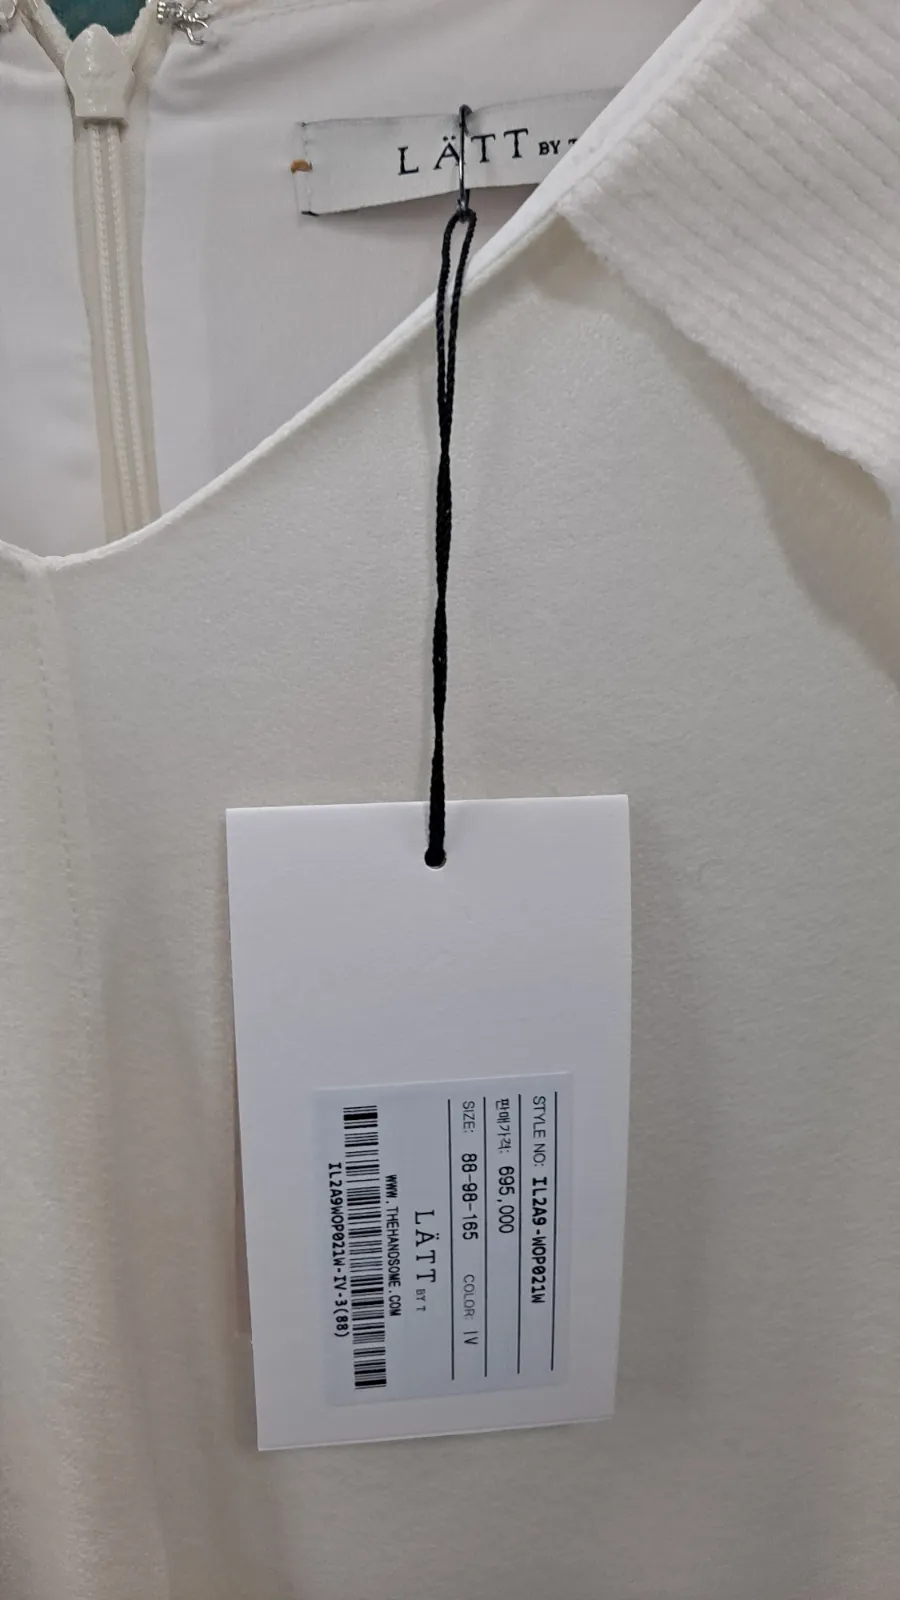 LÄTT BY
STYLE NO: IL2A9-WOP021W
판매가격: 695,000
SIZE: 88-98-165 COLOR: IV
LÄTT BY T
WWW.THEHANDSOME.COM
IL2A9WOP021W-IV-3(88)